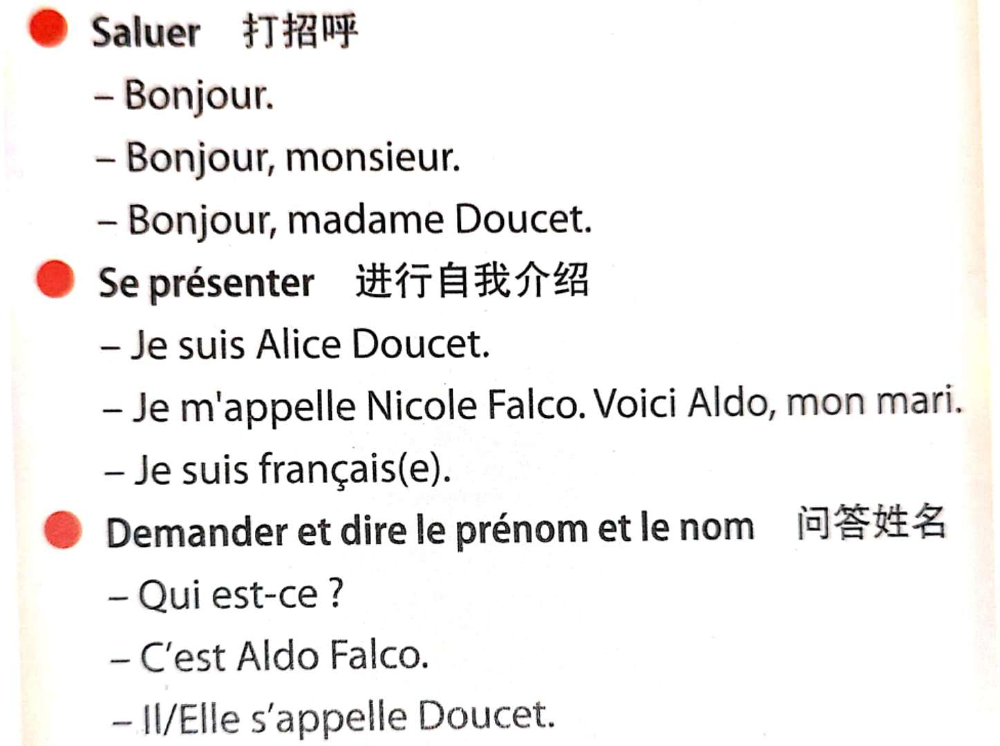 Saluer 打招呼
– Bonjour.
– Bonjour, monsieur.
– Bonjour, madame Doucet.
Se présenter 进行自我介绍
– Je suis Alice Doucet.
– Je m'appelle Nicole Falco. Voici Aldo, mon mari.
– Je suis français(e).
Demander et dire le prénom et le nom 问答姓名
– Qui est-ce ?
– C’est Aldo Falco.
– Il/Elle s’appelle Doucet.